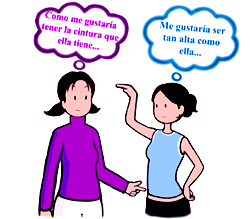 Como me gustaría
tener la cintura que
ella tiene...
Me gustaría ser
tan alta como
ella...